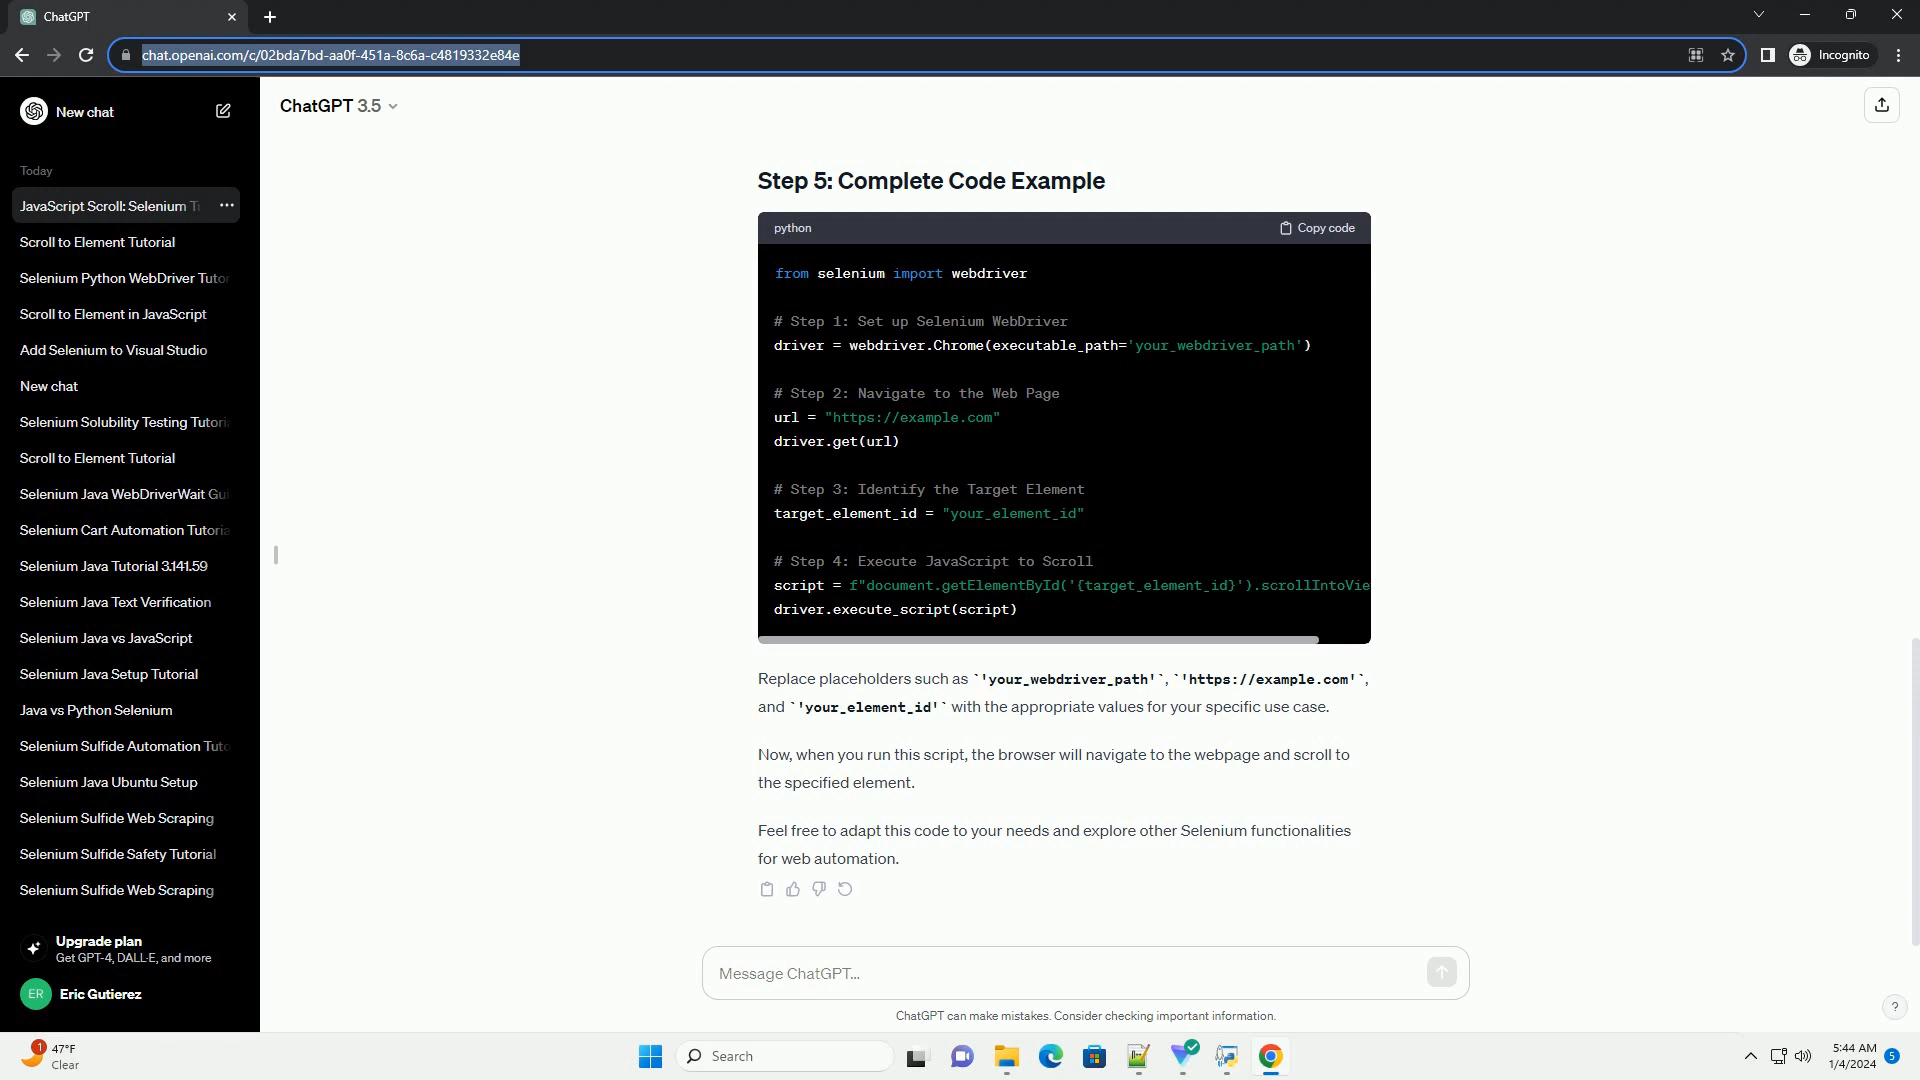 ChatGPT
chat.openai.com/c/02bda7bd-aa0f-451a-8c6a-c4819332e84e
Incognito
New chat
Today
JavaScript Scroll: Selenium T
Scroll to Element Tutorial
Selenium Python WebDriver Tutor
Scroll to Element in JavaScript
Add Selenium to Visual Studio
New chat
Selenium Solubility Testing Tutori
Scroll to Element Tutorial
Selenium Java WebDriverWait Gui
Selenium Cart Automation Tutoria
Selenium Java Tutorial 3.141.59
Selenium Java Text Verification
Selenium Java vs JavaScript
Selenium Java Setup Tutorial
Java vs Python Selenium
Selenium Sulfide Automation Tuto
Selenium Java Ubuntu Setup
Selenium Sulfide Web Scraping
Selenium Sulfide Safety Tutorial
Selenium Sulfide Web Scraping
Upgrade plan
Get GPT-4, DALL·E, and more
ER
Eric Gutierez
ChatGPT 3.5
Step 5: Complete Code Example
python
Copy code
from selenium import webdriver
# Step 1: Set up Selenium WebDriver
driver = webdriver.Chrome(executable_path='your_webdriver_path')
# Step 2: Navigate to the Web Page
url = "https://example.com"
driver.get(url)
# Step 3: Identify the Target Element
target_element_id = "your_element_id"
# Step 4: Execute JavaScript to Scroll
script = f"document.getElementById('{target_element_id}').scrollIntoVie
driver.execute_script(script)
Replace placeholders such as `'your_webdriver_path'`, `'https://example.com'`,
and `'your_element_id'` with the appropriate values for your specific use case.
Now, when you run this script, the browser will navigate to the webpage and scroll to
the specified element.
Feel free to adapt this code to your needs and explore other Selenium functionalities
for web automation.
Message ChatGPT...
ChatGPT can make mistakes. Consider checking important information.
?
1
47°F
Clear
Search
5:44 AM
1/4/2024
5